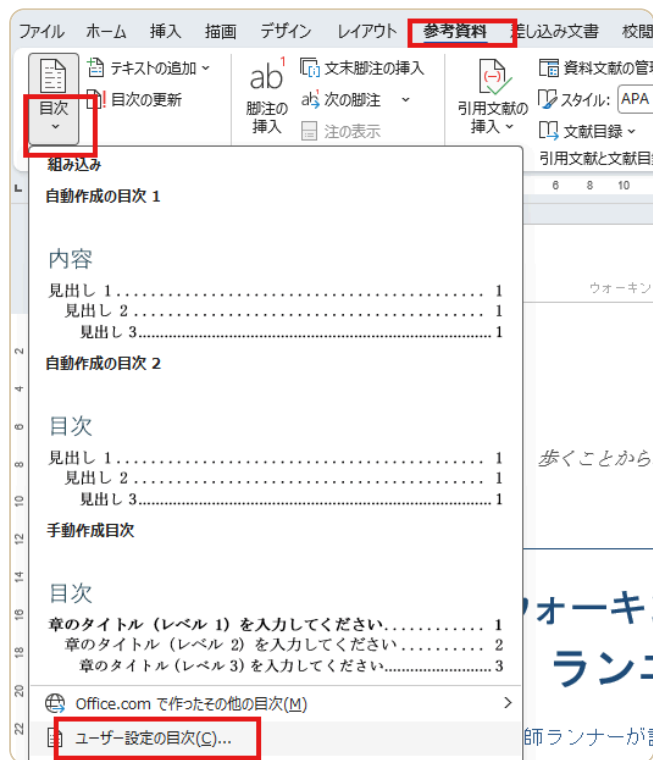 ファイル ホーム 挿入 描画 デザイン レイアウト 参考資料 差し込み文書 校閲
目次
テキストの追加
目次の更新
ab1
脚注の
挿入
文末脚注の挿入
次の脚注
注の表示
引用文献の
挿入
資料文献の管理
スタイル: APA
文献目録
引用文献と文献目録
6 8 10
組み込み
自動作成の目次 1
内容
見出し 1........................................ 1
見出し 2........................................ 1
見出し 3........................................ 1
自動作成の目次 2
目次
見出し 1........................................ 1
見出し 2........................................ 1
見出し 3........................................ 1
手動作成目次
目次
章のタイトル (レベル 1) を入力してください............ 1
章のタイトル (レベル 2) を入力してください.......... 2
章のタイトル (レベル 3) を入力してください.................... 3
Office.com で作ったその他の目次(M)
ユーザー設定の目次(C)...
2
4
6
8
10
12
14
16
18
20
22
ウォーキン
歩くことから
ウォーキ
ランニ
師ランナーが